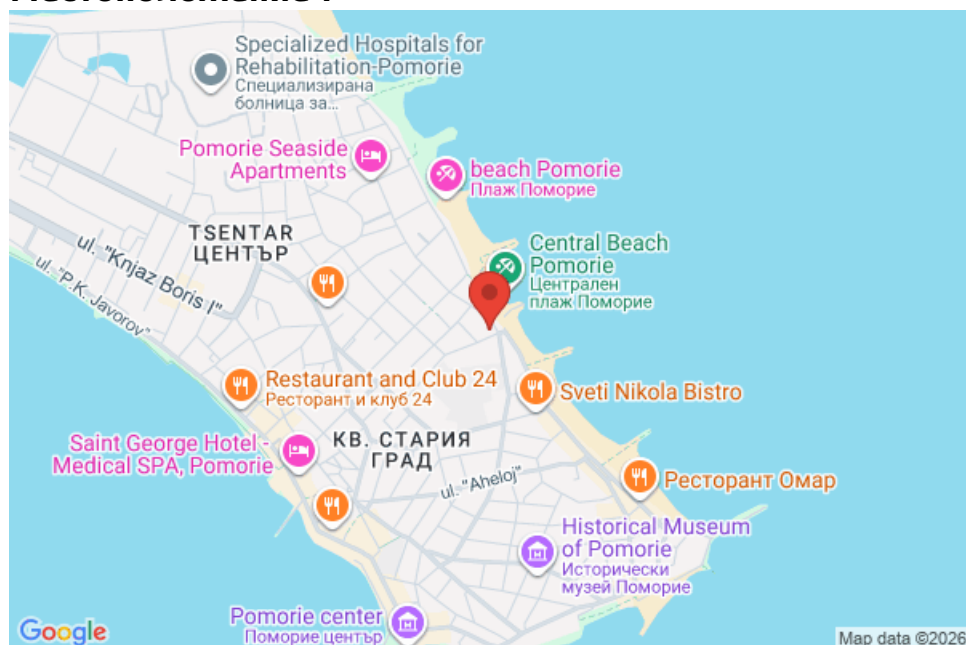 Specialized Hospitals for
Rehabilitation-Pomorie
Специализирана
болница за...
Pomorie Seaside
Apartments
beach Pomorie
Плаж Поморие
TSENTAR
ЦЕНТЪР
ul. "Knjaz Boris I"
ul. "P.K. Javorov"
Central Beach
Pomorie
Централен
плаж Поморие
Restaurant and Club 24
Ресторант и клуб 24
Sveti Nikola Bistro
Saint George Hotel -
Medical SPA, Pomorie
КВ. СТАРИЯ
ГРАД
ul. "Aheloj"
Ресторант Омар
Historical Museum
of Pomorie
Исторически
музей Поморие
Pomorie center
Поморие център
Google
Map data ©2026